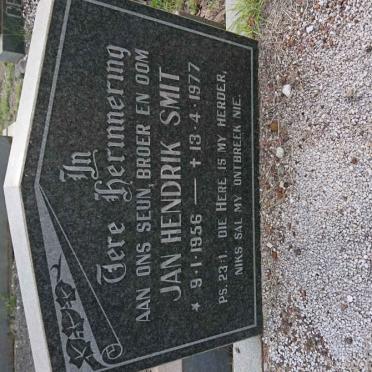 In
Tere Herinnering
AAN ONS SEUN, BROER EN OOM
JAN HENDRIK SMIT
* 9·1·1956 — † 13·4·1977
PS. 23:1. DIE HERE IS MY HERDER,
NIKS SAL MY ONTBREEK NIE.